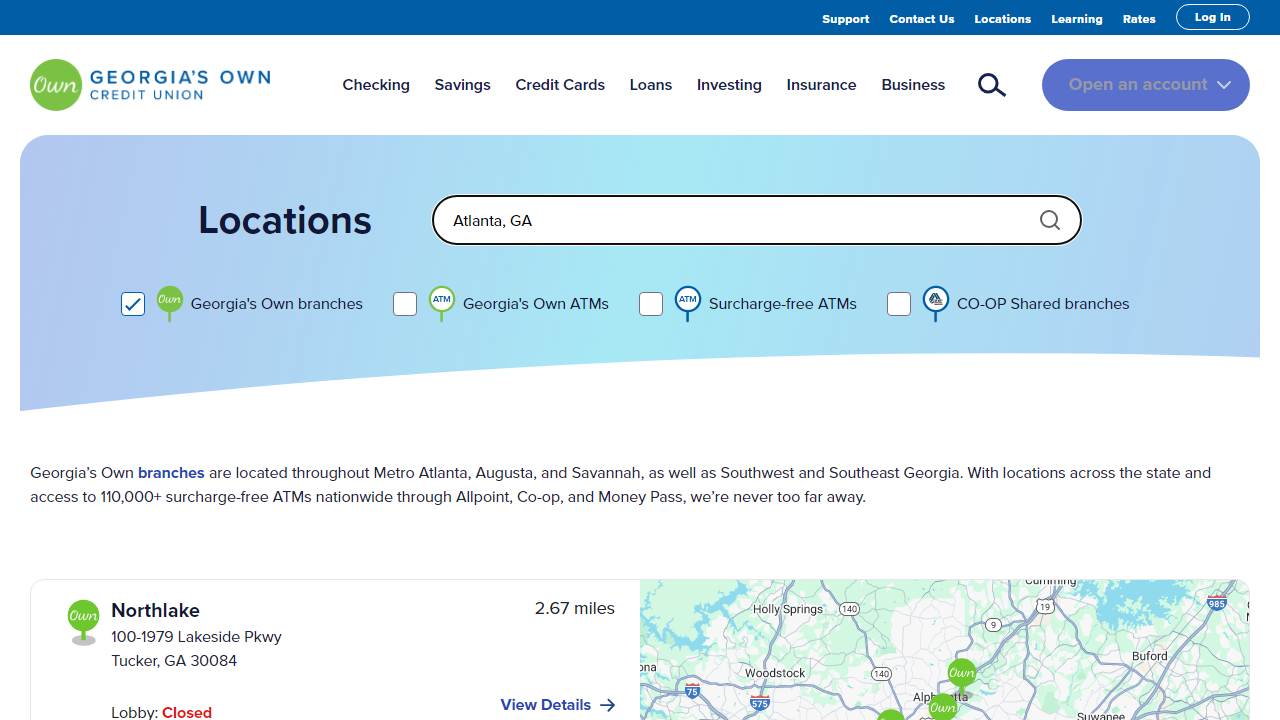 Support Contact Us Locations Learning Rates Log In
Own GEORGIA'S OWN
CREDIT UNION
Checking Savings Credit Cards Loans Investing Insurance Business Open an account
Locations Atlanta, GA
Own Georgia's Own branches ATM Georgia's Own ATMs ATM Surcharge-free ATMs CO-OP Shared branches
Georgia’s Own branches are located throughout Metro Atlanta, Augusta, and Savannah, as well as Southwest and Southeast Georgia. With locations across the state and
access to 110,000+ surcharge-free ATMs nationwide through Allpoint, Co-op, and Money Pass, we’re never too far away.
Own Northlake 2.67 miles
100-1979 Lakeside Pkwy
Tucker, GA 30084
View Details
Lobby: Closed
Cumming
Holly Springs 140 19 985
9
Buford
Woodstock 140 Own
75
575
Own
Suwanee